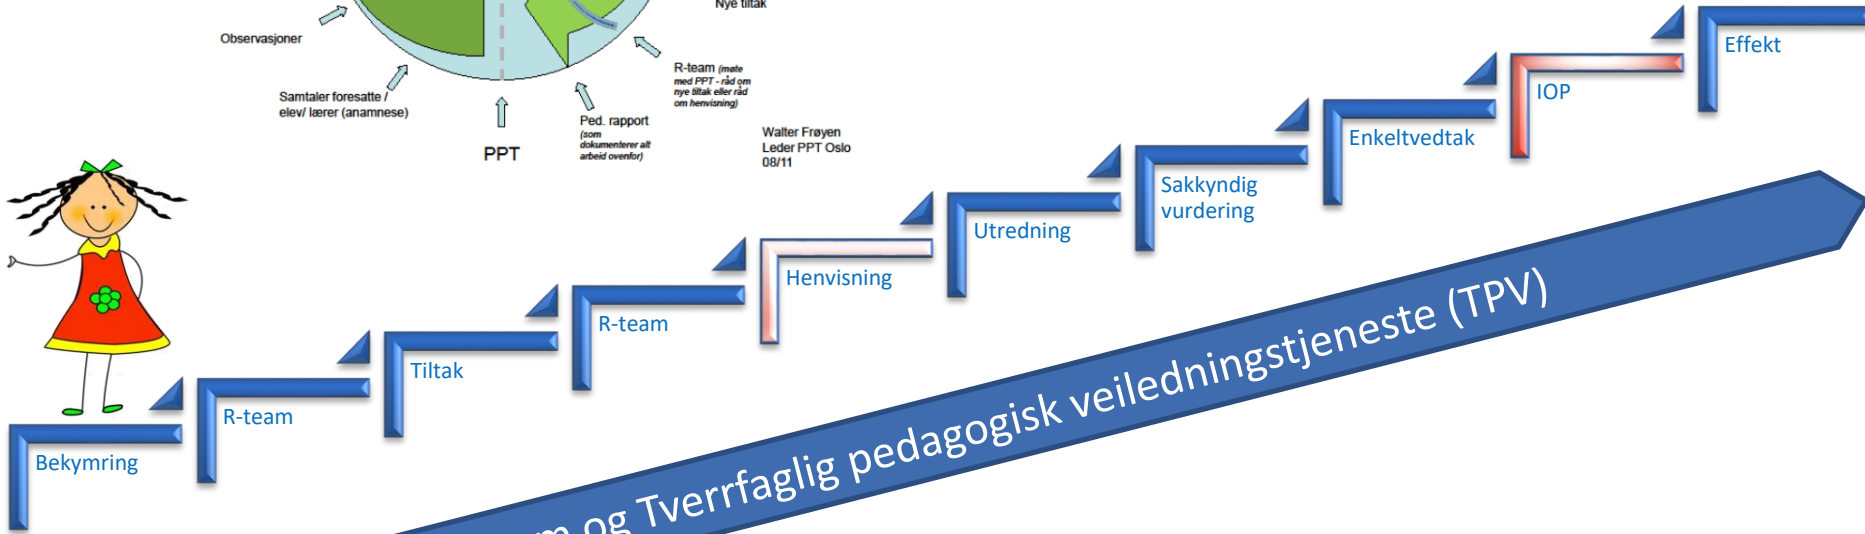 Nye tiltak
Observasjoner
Samtaler foresatte /
elev/ lærer (anamnese)
PPT
Ped. rapport
(som
dokumenterer alt
arbeid ovenfor)
R-team (møte
med PPT - råd om
nye tiltak eller råd
om henvisning)
Walter Frøyen
Leder PPT Oslo
08/11
Bekymring
R-team
Tiltak
R-team
Henvisning
Utredning
Sakkyndig
vurdering
Enkeltvedtak
IOP
Effekt
og Tverrfaglig pedagogisk veiledningstjeneste (TPV)